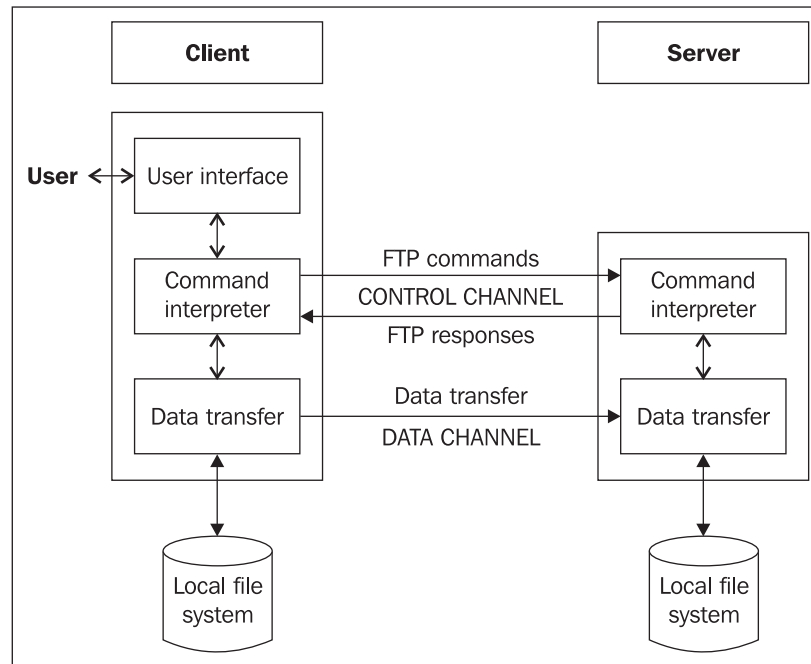 Client
Server
User
User interface
Command
interpreter
FTP commands
CONTROL CHANNEL
FTP responses
Command
interpreter
Data transfer
Data transfer
DATA CHANNEL
Data transfer
Local file
system
Local file
system